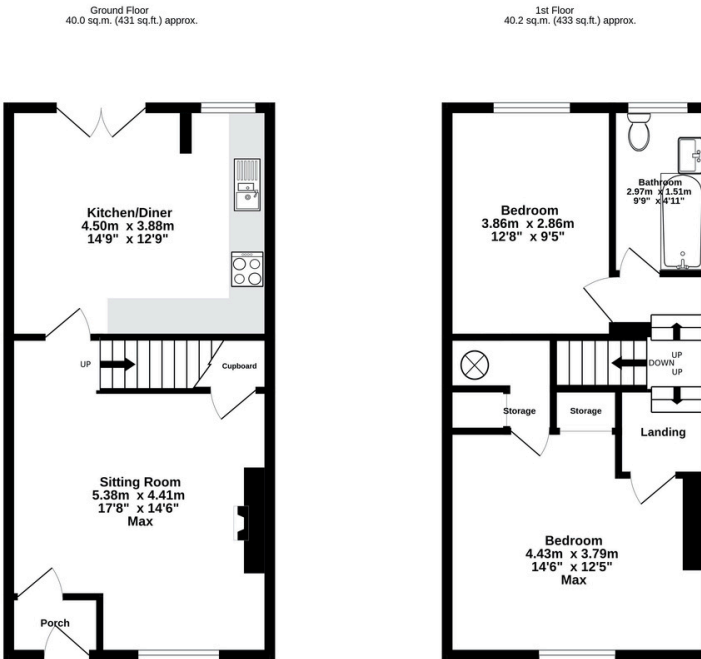 Ground Floor
40.0 sq.m. (431 sq.ft.) approx.
1st Floor
40.2 sq.m. (433 sq.ft.) approx.
Kitchen/Diner
4.50m x 3.88m
14'9" x 12'9"
UP
Cupboard
Sitting Room
5.38m x 4.41m
17'8" x 14'6"
Max
Porch
Bedroom
3.86m x 2.86m
12'8" x 9'5"
Bathroom
2.97m x 1.51m
9'9" x 4'11"
UP
DOWN
UP
Storage
Storage
Landing
Bedroom
4.43m x 3.79m
14'6" x 12'5"
Max